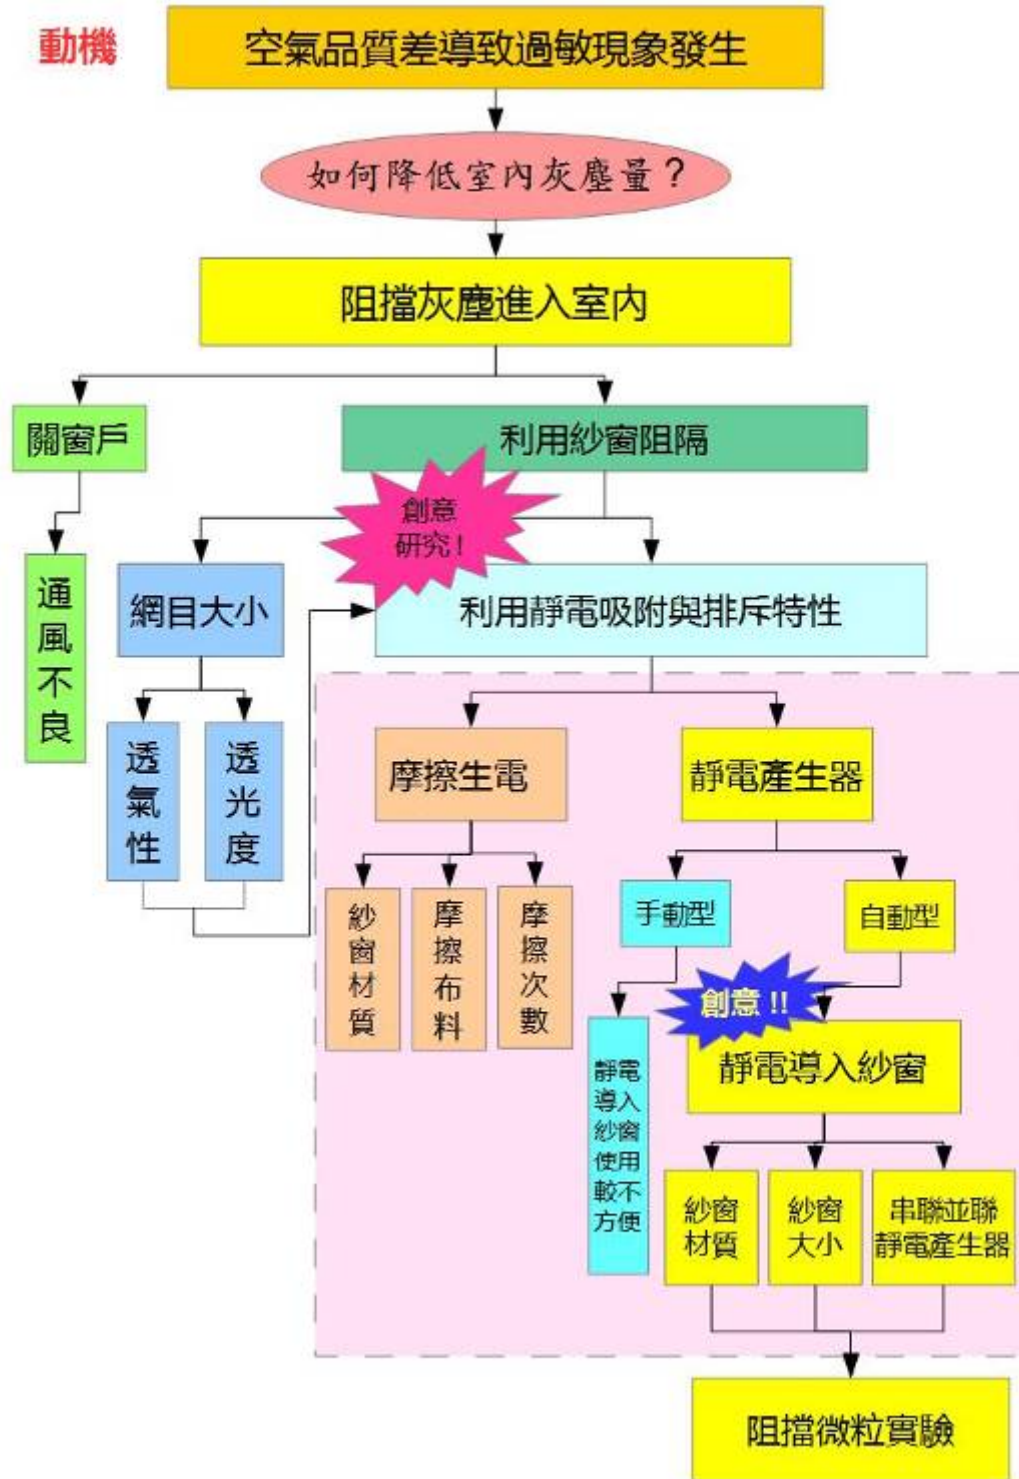 動機
空氣品質差導致過敏現象發生
如何降低室內灰塵量？
阻擋灰塵進入室內
關窗戶
利用紗窗阻隔
創意
研究！
通風不良
網目大小
利用靜電吸附與排斥特性
透氣性
透光度
摩擦生電
靜電產生器
紗窗材質
摩擦布料
摩擦次數
手動型
自動型
創意 !!
靜電
導入
紗窗
使用
較不
方便
靜電導入紗窗
紗窗
材質
紗窗
大小
串聯並聯
靜電產生器
阻擋微粒實驗